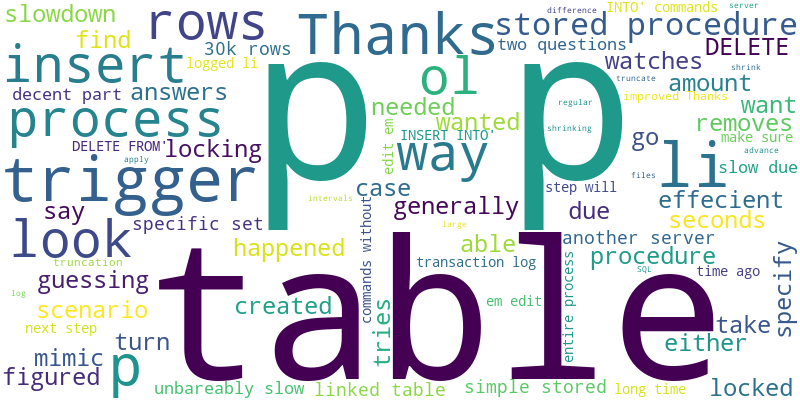 slowdown
rows
Thanks
difference
INTO' commands
server
stored procedure
find
30k rows
two questions
DELETE
insert
logged li
p p
ol
watches
shrink
decent part
answers
truncate
amount
process
needed
regular
improved Thanks
want
wanted
removes
DELETE FROM'
locking
edit em
INSERT INTO'
shrinking
go
make sure
apply
way
li
advance
trigger
case
step will
files
slow due
effecient
say
specific set
intervals
generally
due
seconds
look
commands without
large
happened
able
another server
truncation
transaction log
procedure
specify
guessing
table
entire process
SQL
time ago
log
scenario
created
tries
em edit
next step
turn
take
either
mimic
p
figured
unbareably slow
linked table
simple stored
long time
locked